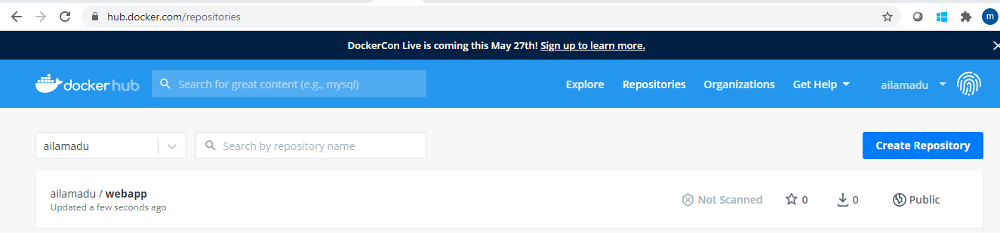 hub.docker.com/repositories
m
DockerCon Live is coming this May 27th! Sign up to learn more.
docker hub
Search for great content (e.g., mysql)
Explore
Repositories
Organizations
Get Help
ailamadu
ailamadu
Search by repository name
Create Repository
ailamadu / webapp
Not Scanned
0
0
Public
Updated a few seconds ago